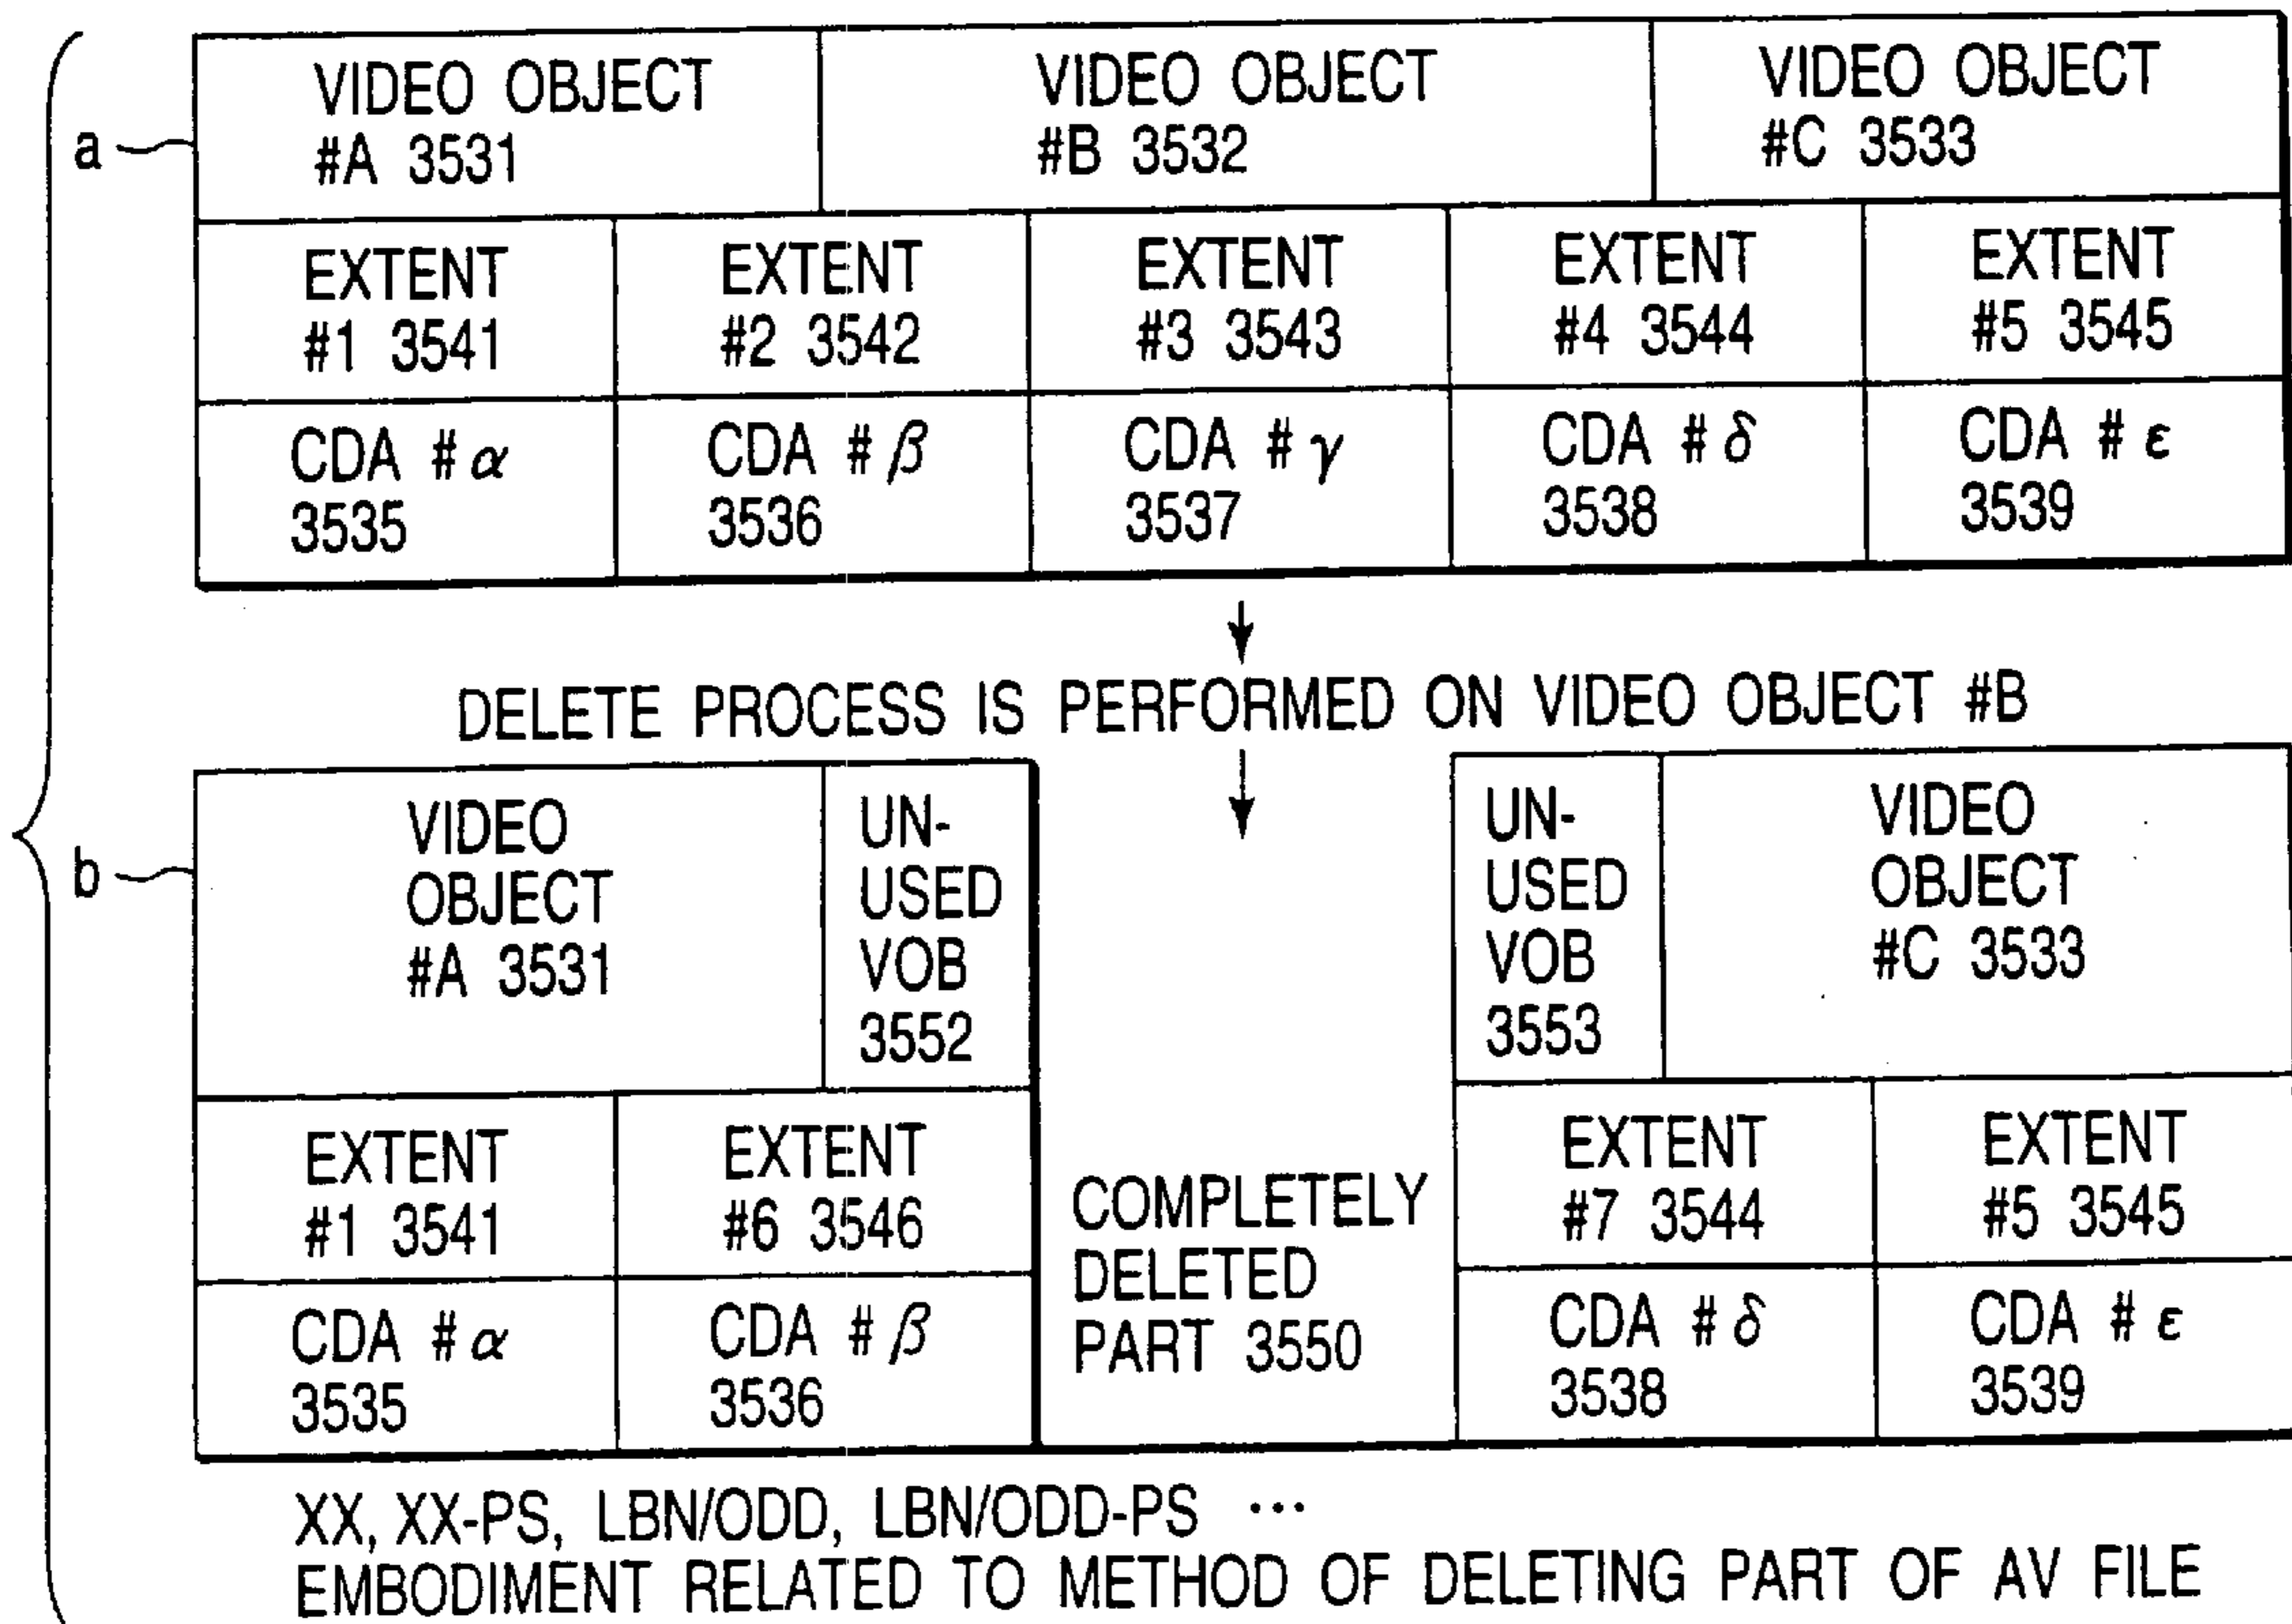 a
VIDEO OBJECT
#A 3531
VIDEO OBJECT
#B 3532
VIDEO OBJECT
#C 3533
EXTENT
#1 3541
EXTENT
#2 3542
EXTENT
#3 3543
EXTENT
#4 3544
EXTENT
#5 3545
CDA #α
3535
CDA #β
3536
CDA #γ
3537
CDA #δ
3538
CDA #ε
3539
DELETE PROCESS IS PERFORMED ON VIDEO OBJECT #B
b
VIDEO
OBJECT
#A 3531
UN-
USED
VOB
3552
UN-
USED
VOB
3553
VIDEO
OBJECT
#C 3533
EXTENT
#1 3541
EXTENT
#6 3546
COMPLETELY
DELETED
PART 3550
EXTENT
#7 3544
EXTENT
#5 3545
CDA #α
3535
CDA #β
3536
CDA #δ
3538
CDA #ε
3539
XX, XX-PS, LBN/ODD, LBN/ODD-PS ···
EMBODIMENT RELATED TO METHOD OF DELETING PART OF AV FILE